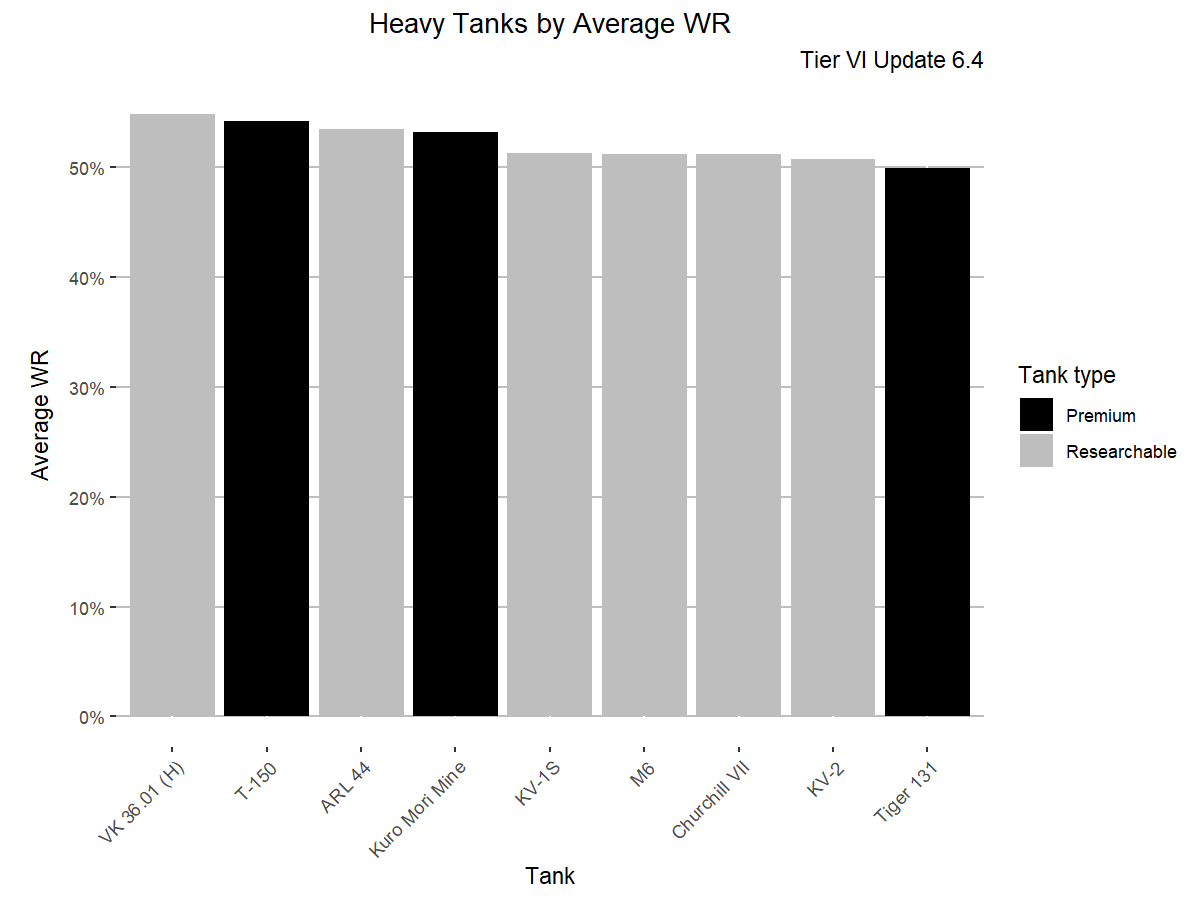 Heavy Tanks by Average WR
Tier VI Update 6.4
Average WR
50%
40%
30%
20%
10%
0%
VK 36.01 (H)
T-150
ARL 44
Kuro Mori Mine
KV-1S
M6
Churchill VII
KV-2
Tiger 131
Tank
Tank type
Premium
Researchable